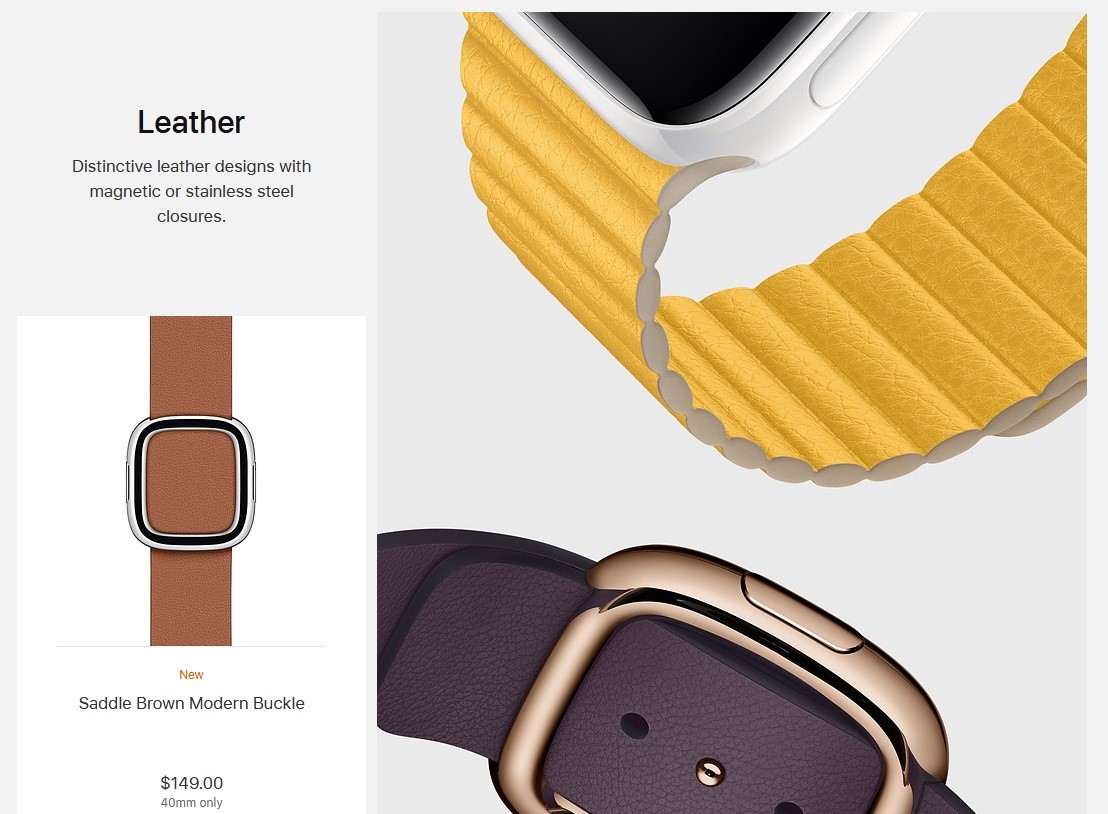 Leather
Distinctive leather designs with
magnetic or stainless steel
closures.
New
Saddle Brown Modern Buckle
$149.00
40mm only